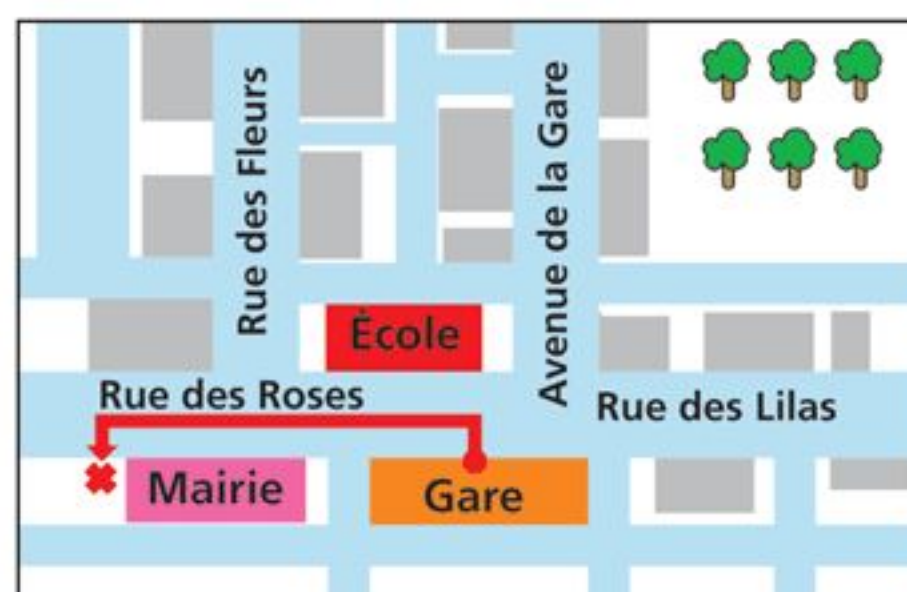 Rue des Fleurs
Avenue de la Gare
École
Rue des Roses
Rue des Lilas
Mairie
Gare